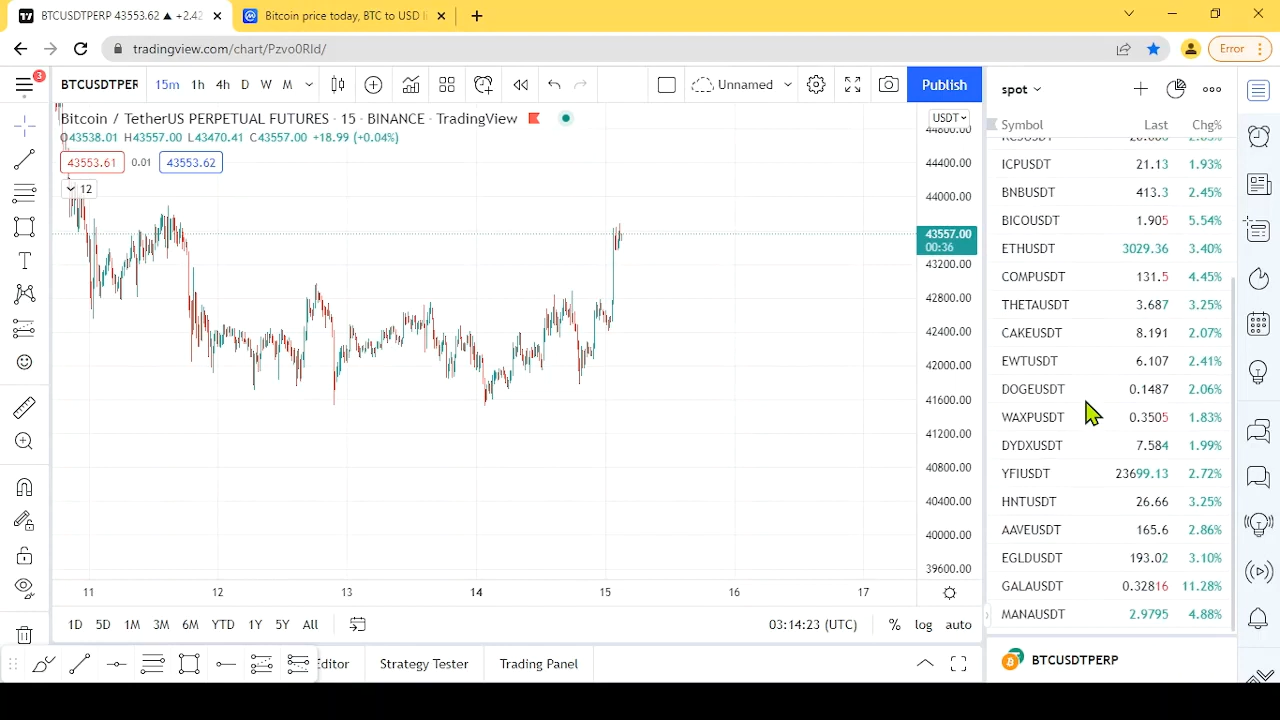 BTCUSDTPERP 43553.62 ▲ +2.42
Bitcoin price today, BTC to USD l
tradingview.com/chart/Pzvo0Rld/
Error
3
BTCUSDTPER
15m 1h 4h D W M
Unnamed
Publish
Bitcoin / TetherUS PERPETUAL FUTURES · 15 · BINANCE · TradingView
O43538.01 H43557.00 L43470.41 C43557.00 +18.99 (+0.04%)
43553.61 0.01 43553.62
12
USDT
44800.00
44400.00
44000.00
43557.00
00:36
43200.00
42800.00
42400.00
42000.00
41600.00
41200.00
40800.00
40400.00
40000.00
39600.00
11 12 13 14 15 16 17
1D 5D 1M 3M 6M YTD 1Y 5Y All
03:14:23 (UTC) % log auto
ditor Strategy Tester Trading Panel
spot
Symbol Last Chg%
ICPUSDT 21.13 1.93%
BNBUSDT 413.3 2.45%
BICOUSDT 1.905 5.54%
ETHUSDT 3029.36 3.40%
COMPUSDT 131.5 4.45%
THETAUSDT 3.687 3.25%
CAKEUSDT 8.191 2.07%
EWTUSDT 6.107 2.41%
DOGEUSDT 0.1487 2.06%
WAXPUSDT 0.3505 1.83%
DYDXUSDT 7.584 1.99%
YFIUSDT 23699.13 2.72%
HNTUSDT 26.66 3.25%
AAVEUSDT 165.6 2.86%
EGLDUSDT 193.02 3.10%
GALAUSDT 0.32816 11.28%
MANAUSDT 2.9795 4.88%
BTCUSDTPERP